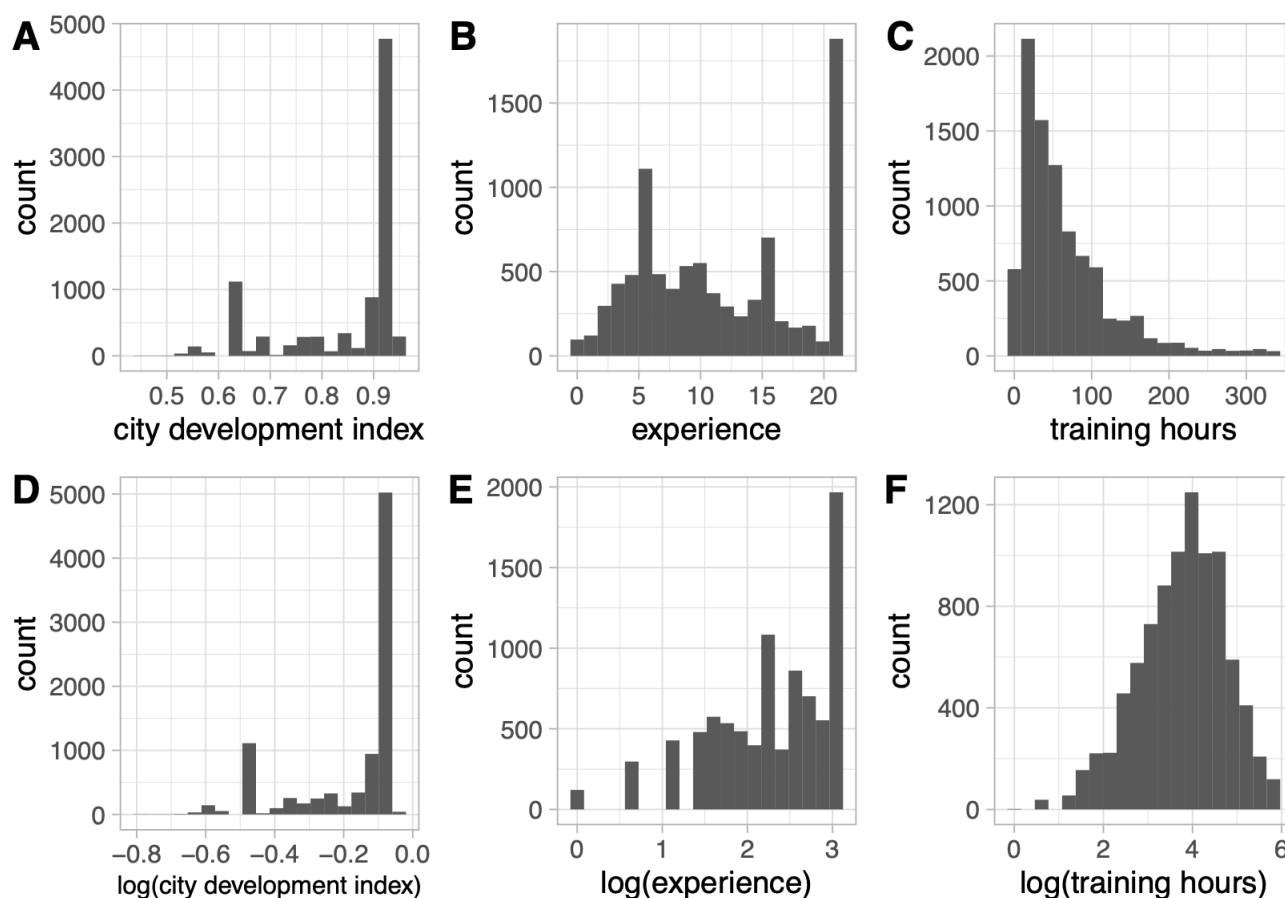 A
5000
4000
3000
2000
1000
0
count
0.5 0.6 0.7 0.8 0.9
city development index
B
1500
1000
500
0
count
0 5 10 15 20
experience
C
2000
1500
1000
500
0
count
0 100 200 300
training hours
D
5000
4000
3000
2000
1000
0
count
−0.8 −0.6 −0.4 −0.2 0.0
log(city development index)
E
2000
1500
1000
500
0
count
0 1 2 3
log(experience)
F
1200
800
400
0
count
0 2 4 6
log(training hours)